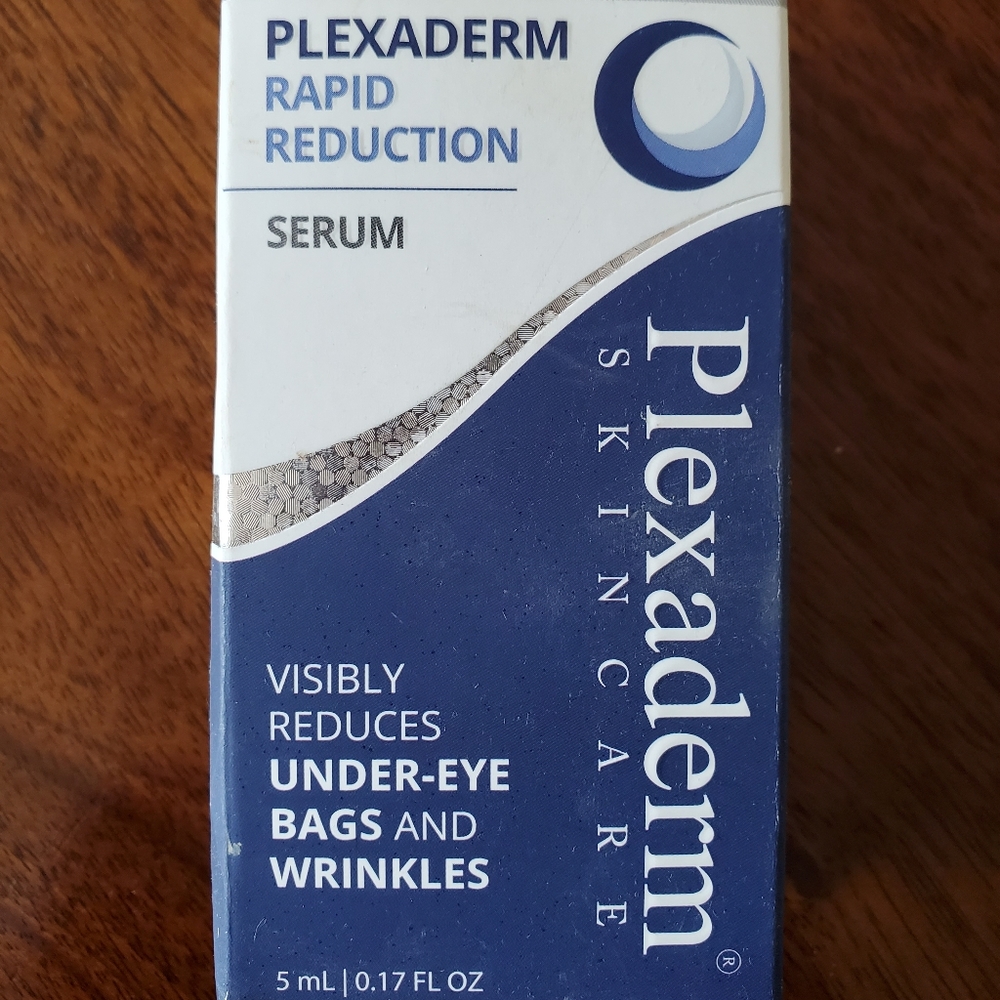 PLEXADERM
RAPID
REDUCTION
SERUM
Plexaderm®
SKINCARE
VISIBLY
REDUCES
UNDER-EYE
BAGS AND
WRINKLES
5 mL | 0.17 FL OZ